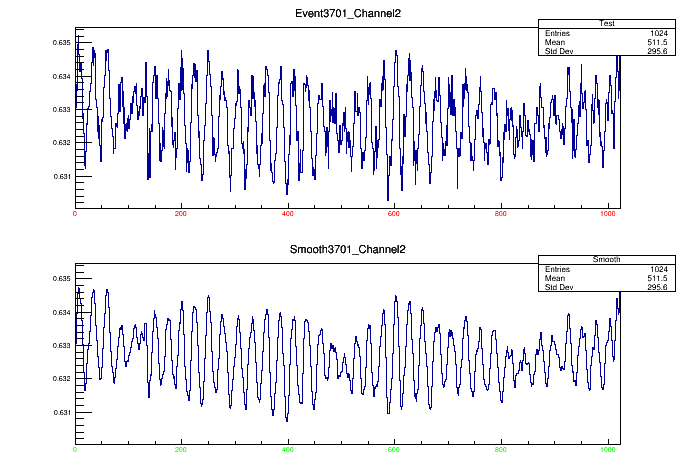 Event3701_Channel2
Test
Entries 1024
Mean 511.5
Std Dev 295.6
0.635
0.634
0.633
0.632
0.631
0 200 400 600 800 1000
Smooth3701_Channel2
Smooth
Entries 1024
Mean 511.5
Std Dev 295.6
0.635
0.634
0.633
0.632
0.631
0 200 400 600 800 1000